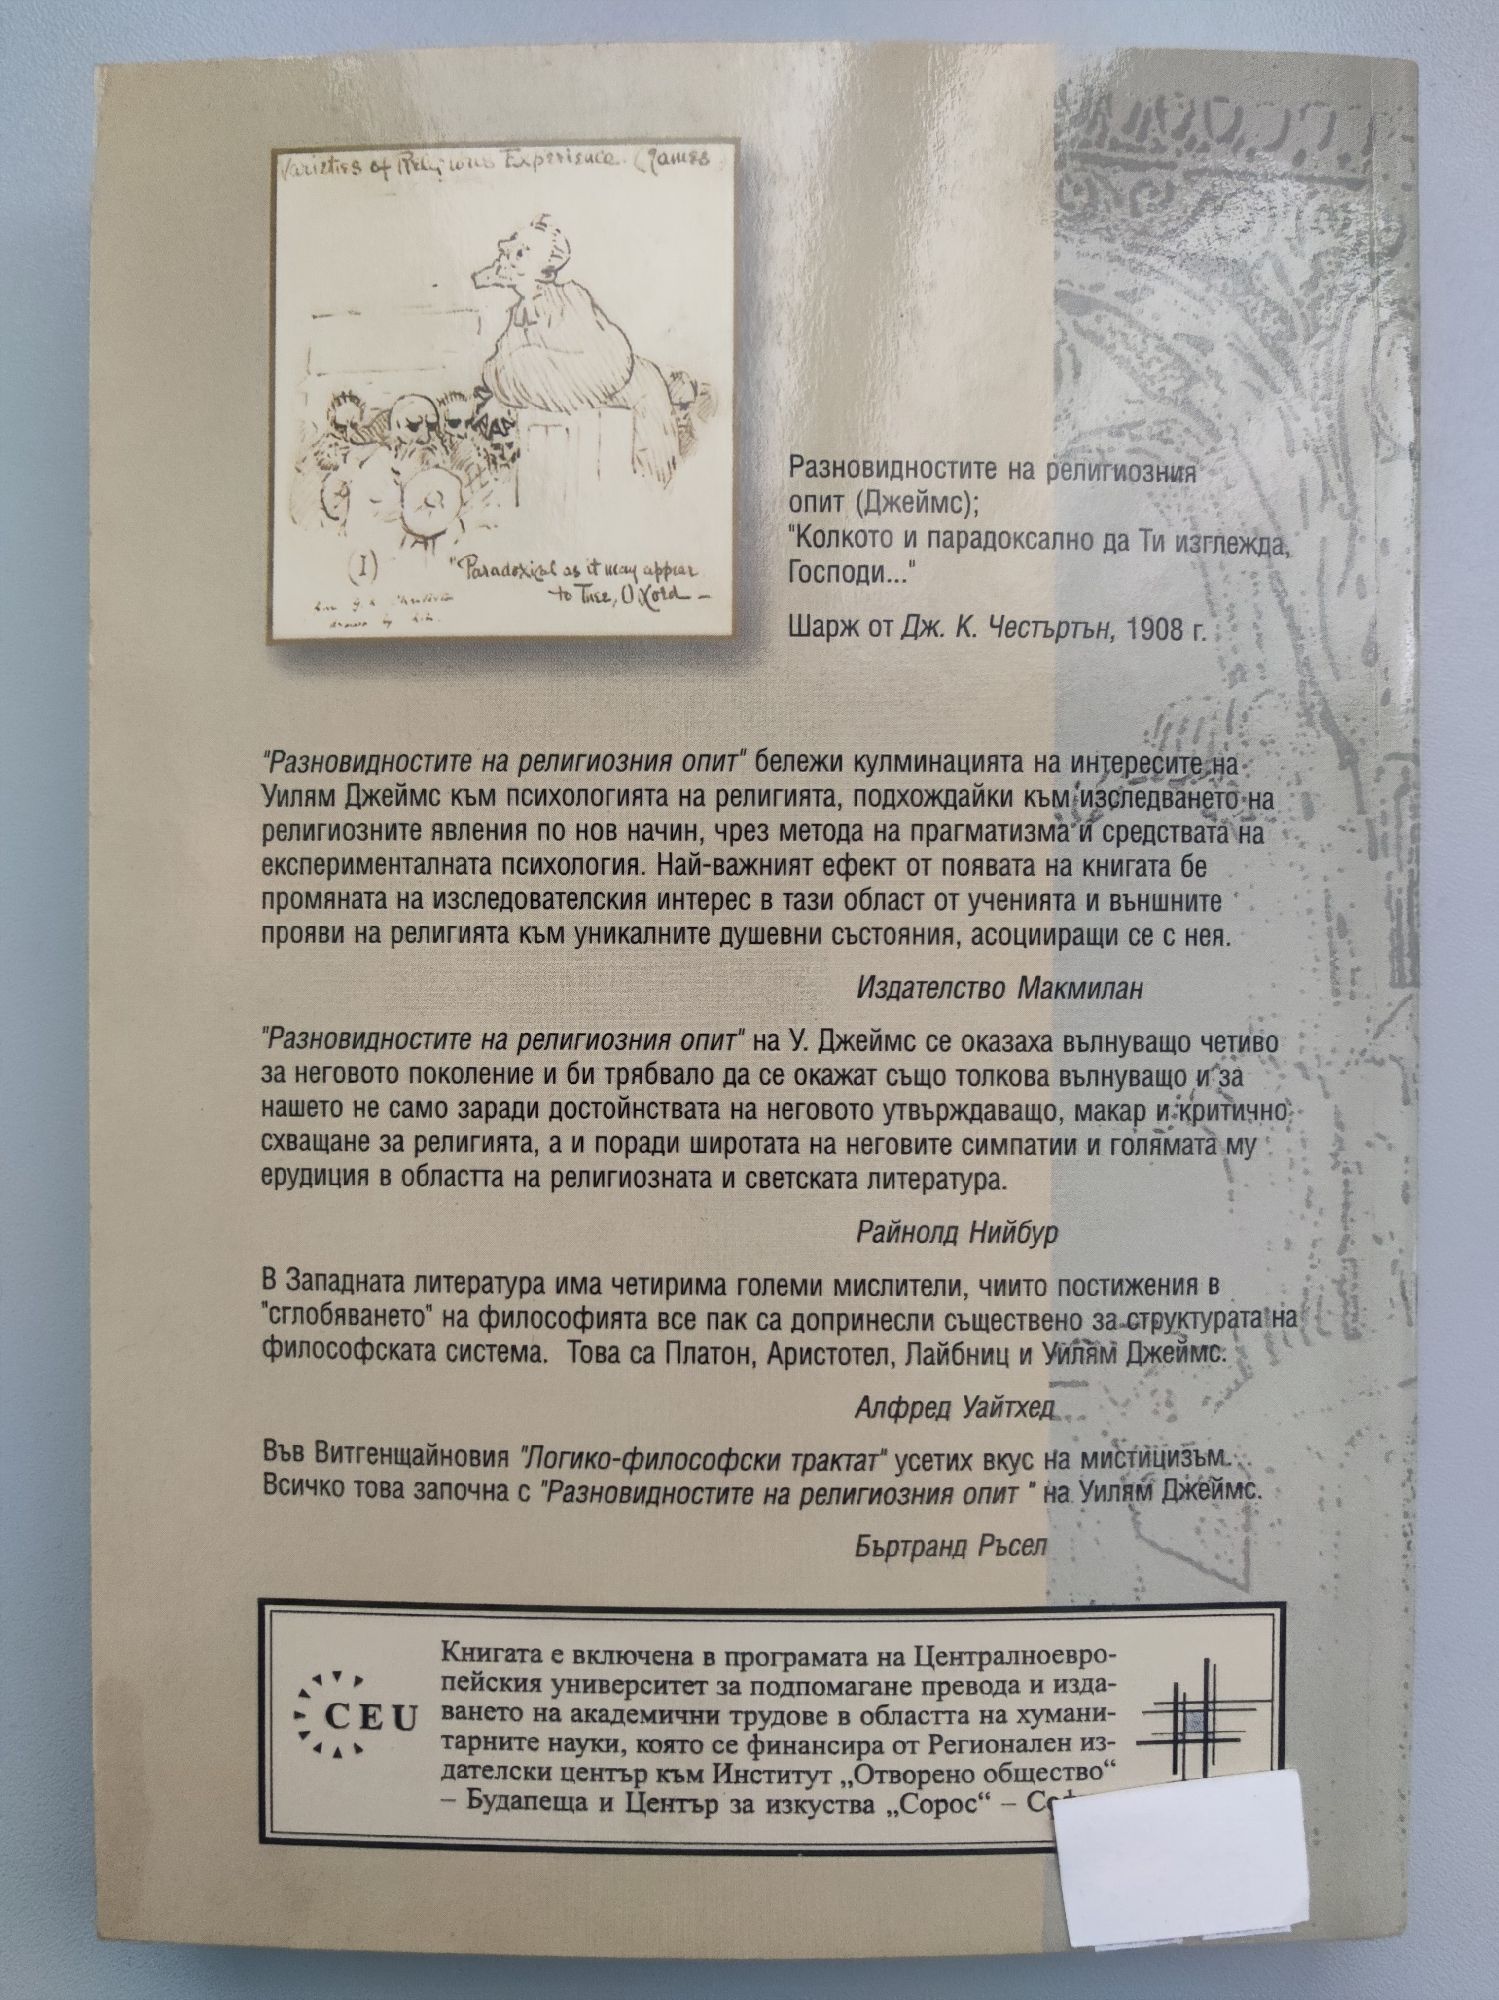 Varieties of Religious Experience. (James
(I)
"Paradoxical as it may appear
to Thee, O Lord —
Разновидностите на религиозния
опит (Джеймс);
"Колкото и парадоксално да Ти изглежда,
Господи..."
Шарж от Дж. К. Честъртън, 1908 г.
"Разновидностите на религиозния опит" бележи кулминацията на интересите на
Уилям Джеймс към психологията на религията, подхождайки към изследването на
религиозните явления по нов начин, чрез метода на прагматизма и средствата на
експерименталната психология. Най-важният ефект от появата на книгата бе
промяната на изследователския интерес в тази област от ученията и външните
прояви на религията към уникалните душевни състояния, асоцииращи се с нея.
Издателство Макмилан
"Разновидностите на религиозния опит" на У. Джеймс се оказаха вълнуващо четиво
за неговото поколение и би трябвало да се окажат също толкова вълнуващо и за
нашето не само заради достойнствата на неговото утвърждаващо, макар и критично
схващане за религията, а и поради широтата на неговите симпатии и голямата му
ерудиция в областта на религиозната и светската литература.
Райнолд Нийбур
В Западната литература има четирима големи мислители, чиито постижения в
"сглобяването" на философията все пак са допринесли съществено за структурата на
философската система. Това са Платон, Аристотел, Лайбниц и Уилям Джеймс.
Алфред Уайтхед
Във Витгенщайновия "Логико-философски трактат" усетих вкус на мистицизъм.
Всичко това започна с "Разновидностите на религиозния опит " на Уилям Джеймс.
Бъртранд Ръсел
CEU
Книгата е включена в програмата на Централноевро-
пейския университет за подпомагане превода и изда-
ването на академични трудове в областта на хумани-
тарните науки, която се финансира от Регионален из-
дателски център към Институт „Отворено общество“
– Будапеща и Център за изкуства „Сорос“ –